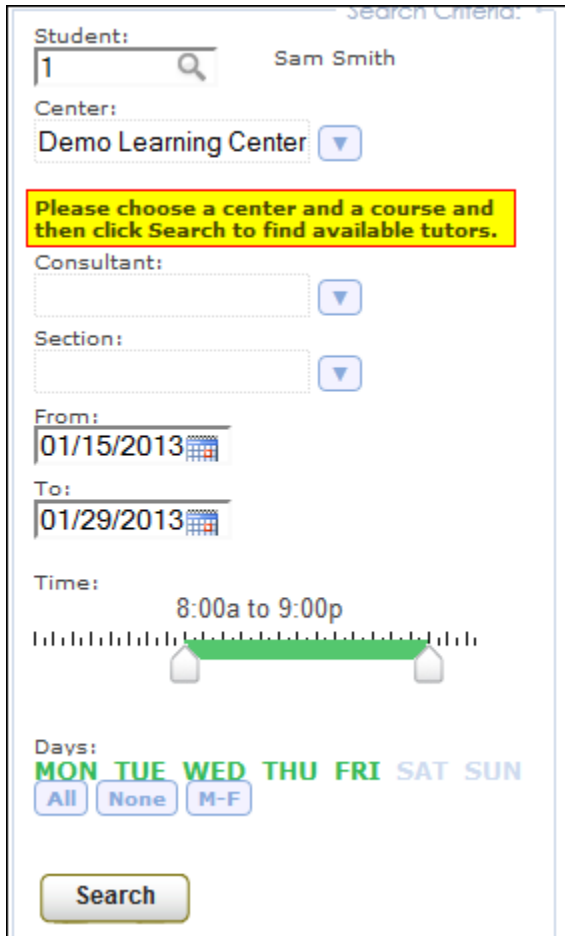 Search Criteria:
Student:
1
Sam Smith
Center:
Demo Learning Center
Please choose a center and a course and
then click Search to find available tutors.
Consultant:
Section:
From:
01/15/2013
To:
01/29/2013
Time:
8:00a to 9:00p
Days:
MON TUE WED THU FRI SAT SUN
All None M-F
Search